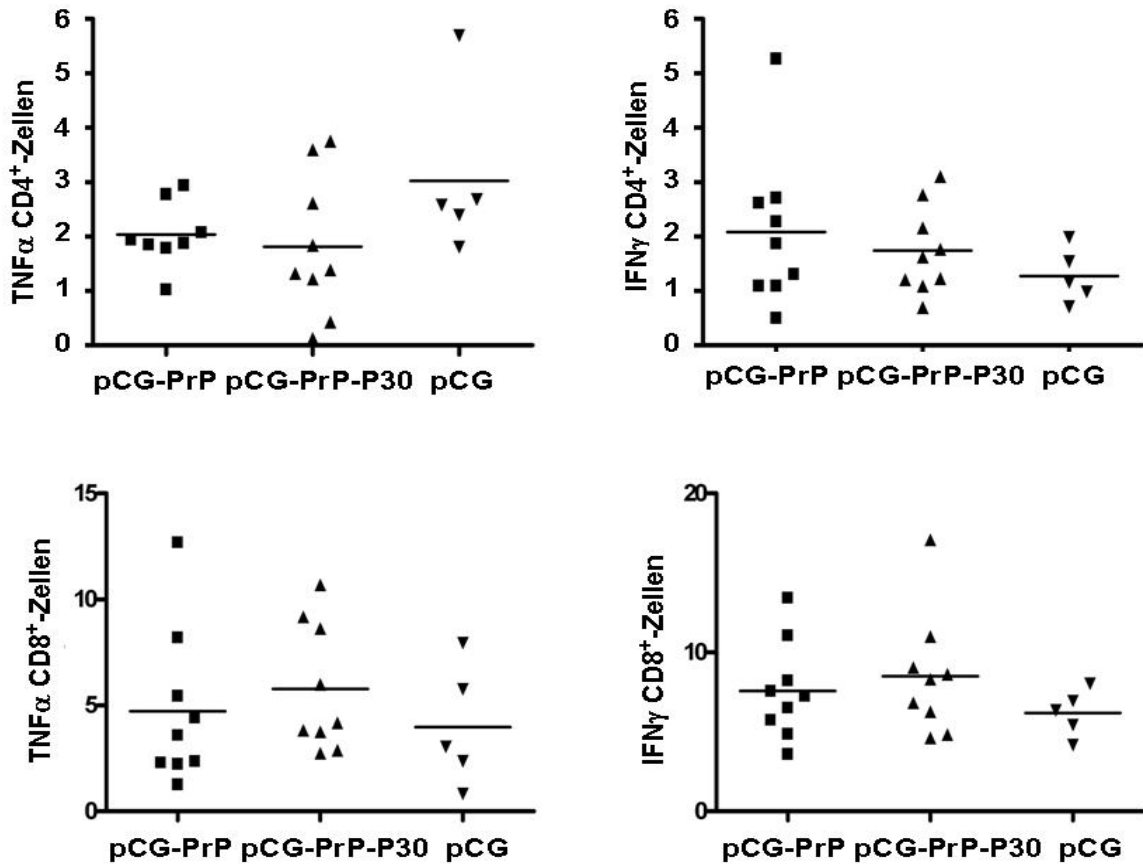 6
5
4
3
2
1
0
TNFα CD4⁺-Zellen
pCG-PrP pCG-PrP-P30 pCG
6
5
4
3
2
1
0
IFNγ CD4⁺-Zellen
pCG-PrP pCG-PrP-P30 pCG
15
10
5
0
TNFα CD8⁺-Zellen
pCG-PrP pCG-PrP-P30 pCG
20
10
0
IFNγ CD8⁺-Zellen
pCG-PrP pCG-PrP-P30 pCG